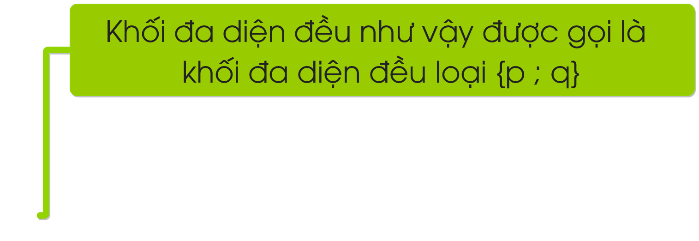 Khối đa diện đều như vậy được gọi là
khối đa diện đều loại {p ; q}